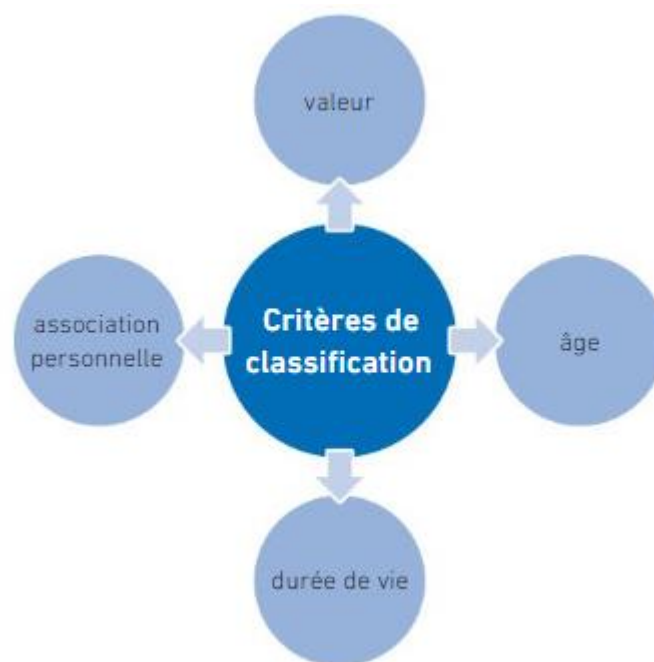 valeur
association
personnelle
Critères de
classification
âge
durée de vie